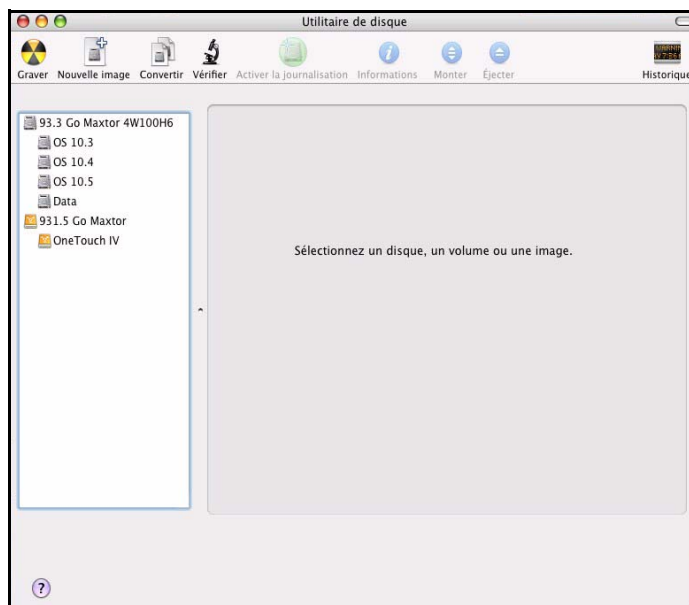 Utilitaire de disque
Graver Nouvelle image Convertir Vérifier Activer la journalisation Informations Monter Éjecter Historique
93.3 Go Maxtor 4W100H6
OS 10.3
OS 10.4
OS 10.5
Data
931.5 Go Maxtor
OneTouch IV
Sélectionnez un disque, un volume ou une image.
?